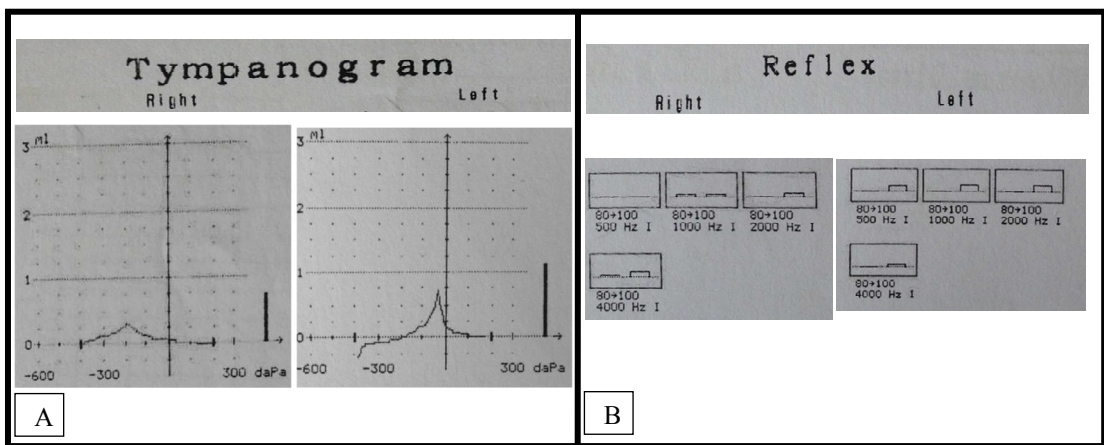 Tympanogram
Right Left
Ml
3
2
1
0
-600 -300 300 daPa
Ml
3
2
1
0
-600 -300 300 daPa
A
Reflex
Right Left
80→100 80→100 80→100
500 Hz I 1000 Hz I 2000 Hz I
80→100
4000 Hz I
80→100 80→100 80→100
500 Hz I 1000 Hz I 2000 Hz I
80→100
4000 Hz I
B